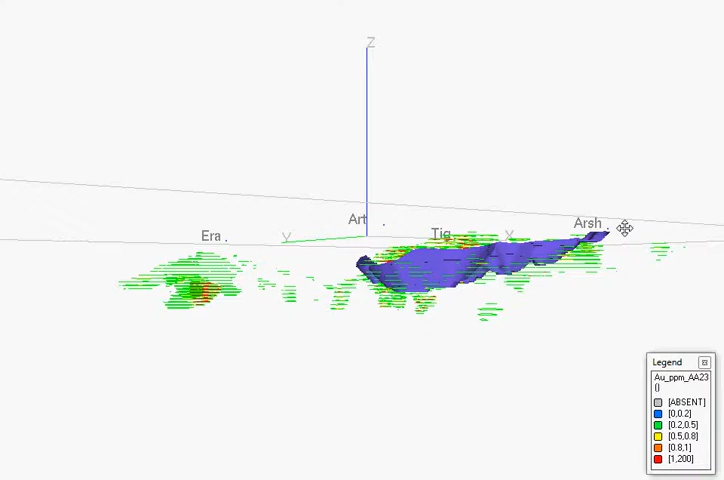 Z
Art
Era
Y
Tig
X
Arsh
Legend
Au_ppm_AA23
()
[ABSENT]
[0,0.2]
[0.2,0.5]
[0.5,0.8]
[0.8,1]
[1,200]